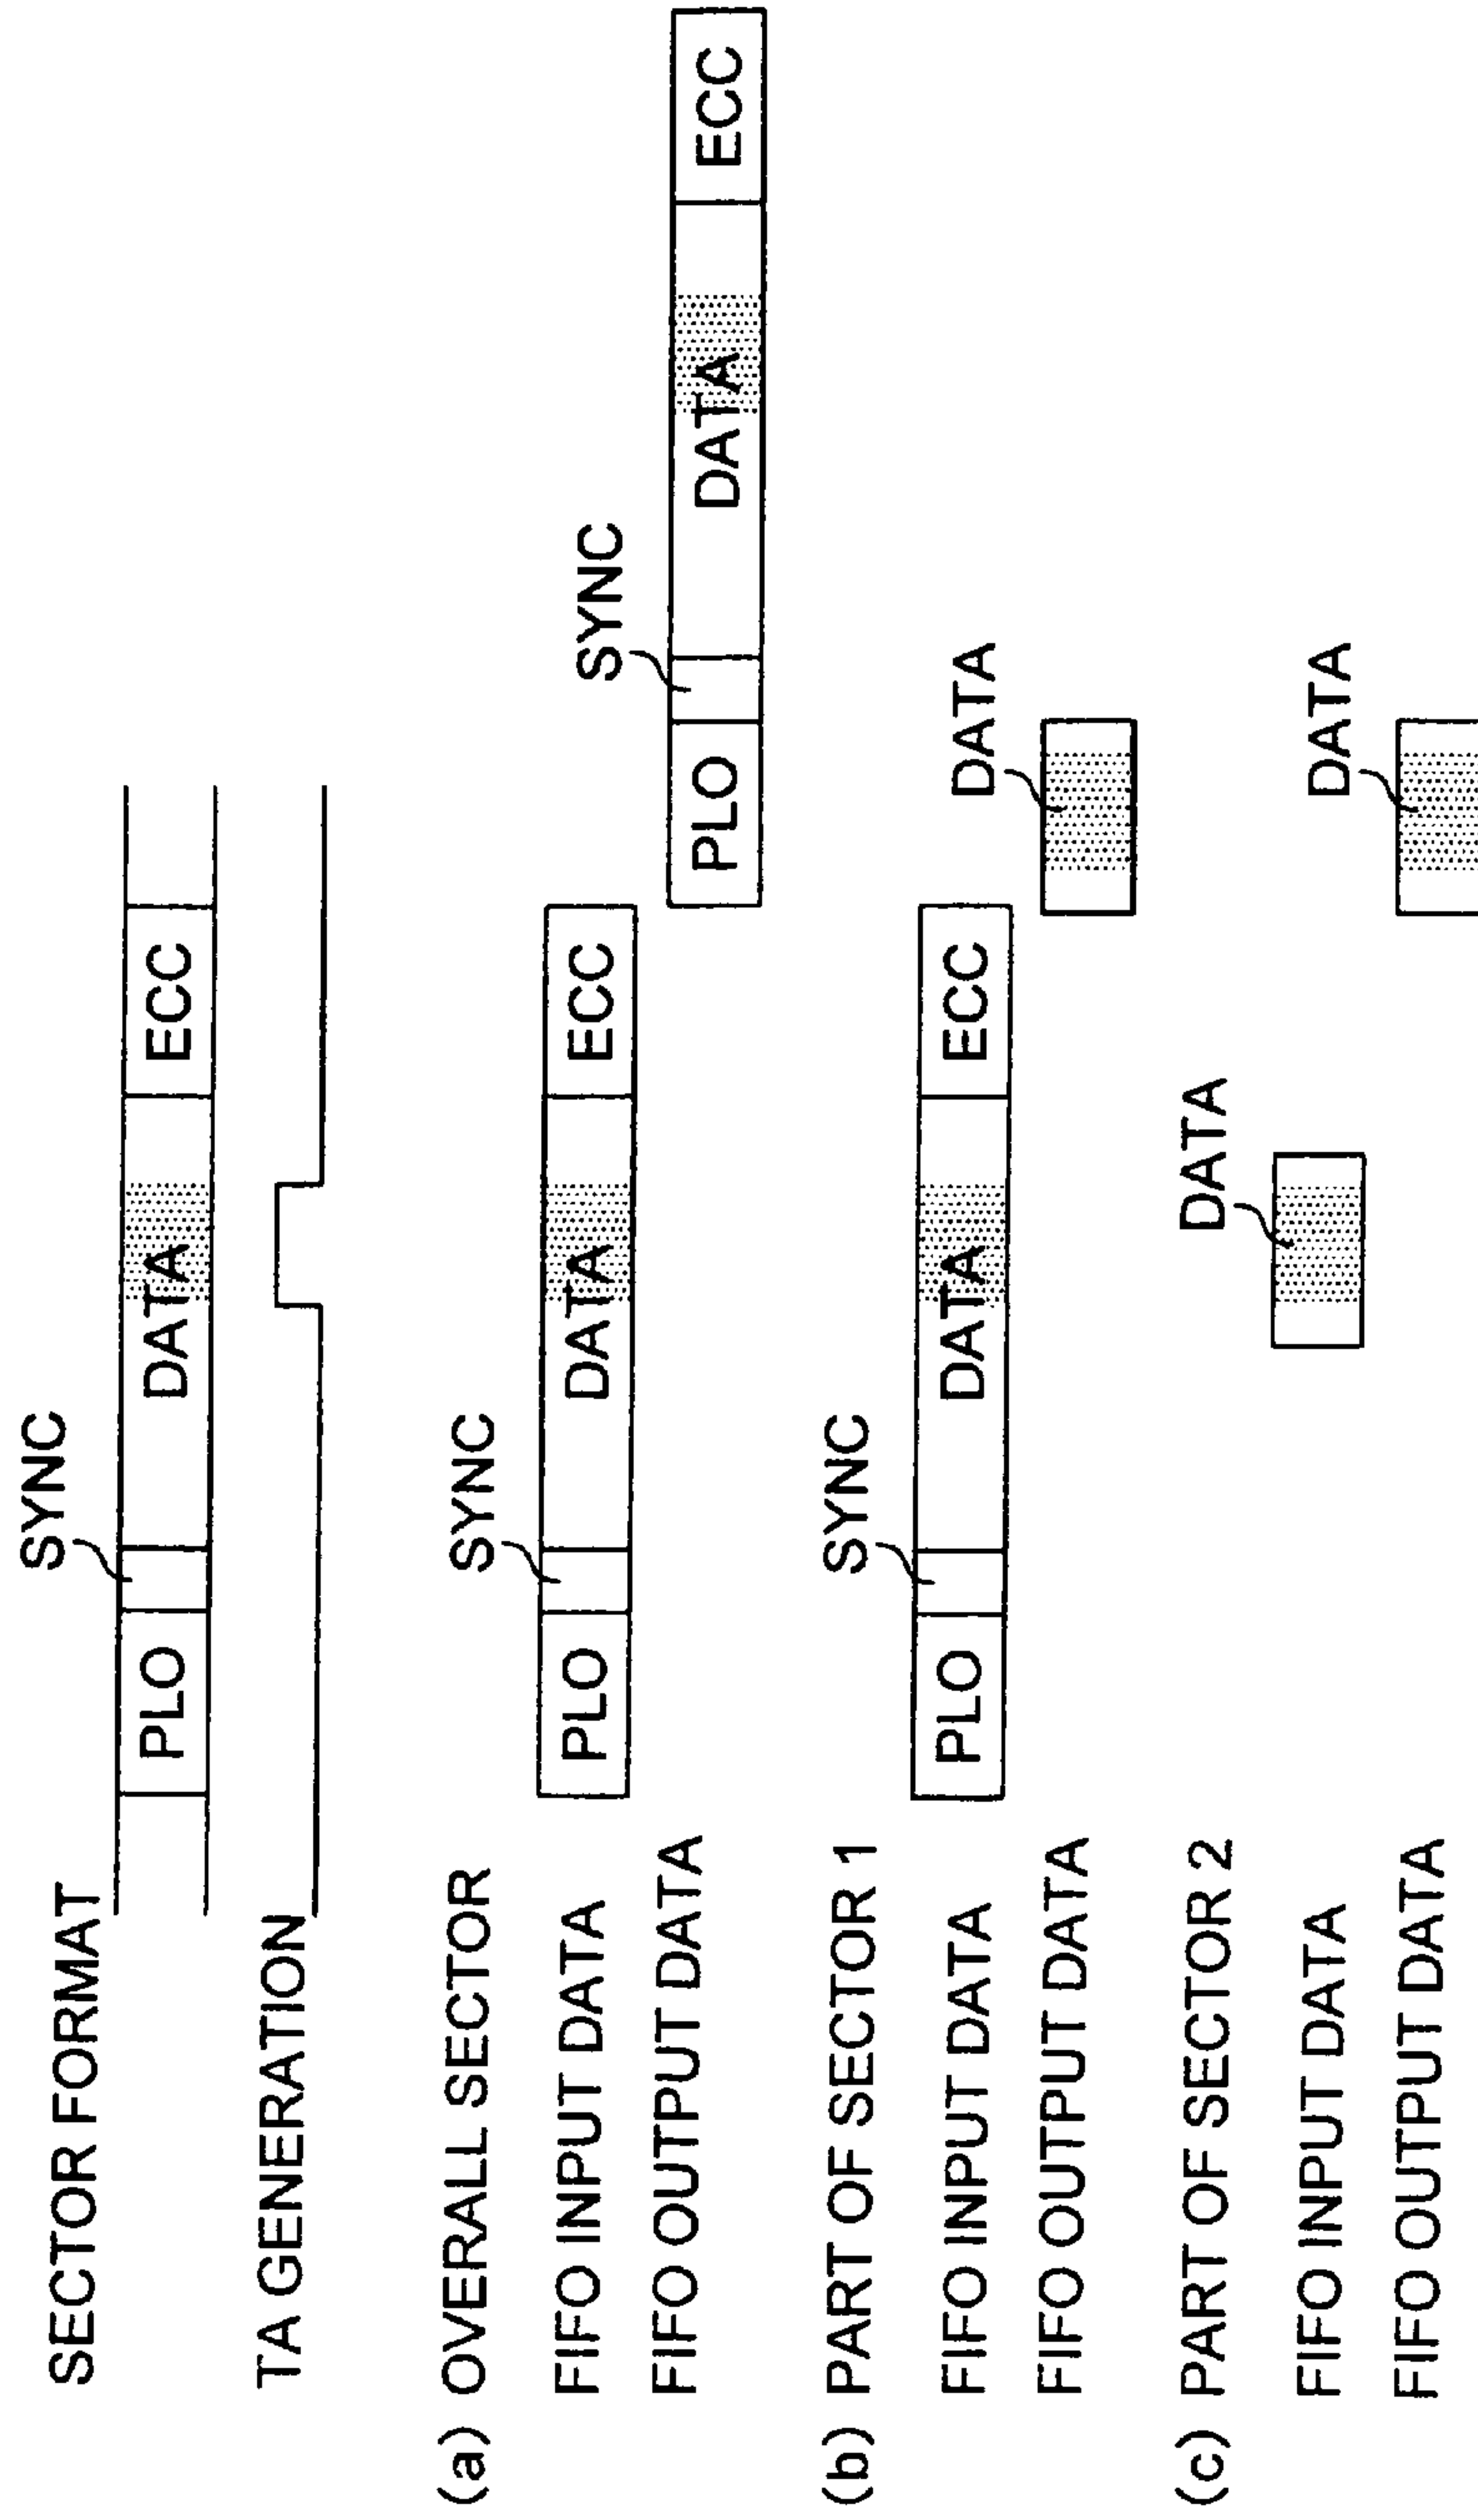 SYNC
SECTOR FORMAT
PLO
DATA
ECC
TA GENERATION
(a) OVERALL SECTOR
SYNC
FIFO INPUT DATA
PLO
DATA
ECC
SYNC
FIFO OUTPUT DATA
PLO
DATA
ECC
(b) PART OF SECTOR 1
SYNC
FIFO INPUT DATA
PLO
DATA
ECC
DATA
FIFO OUTPUT DATA
(c) PART OF SECTOR 2
DATA
FIFO INPUT DATA
DATA
FIFO OUTPUT DATA